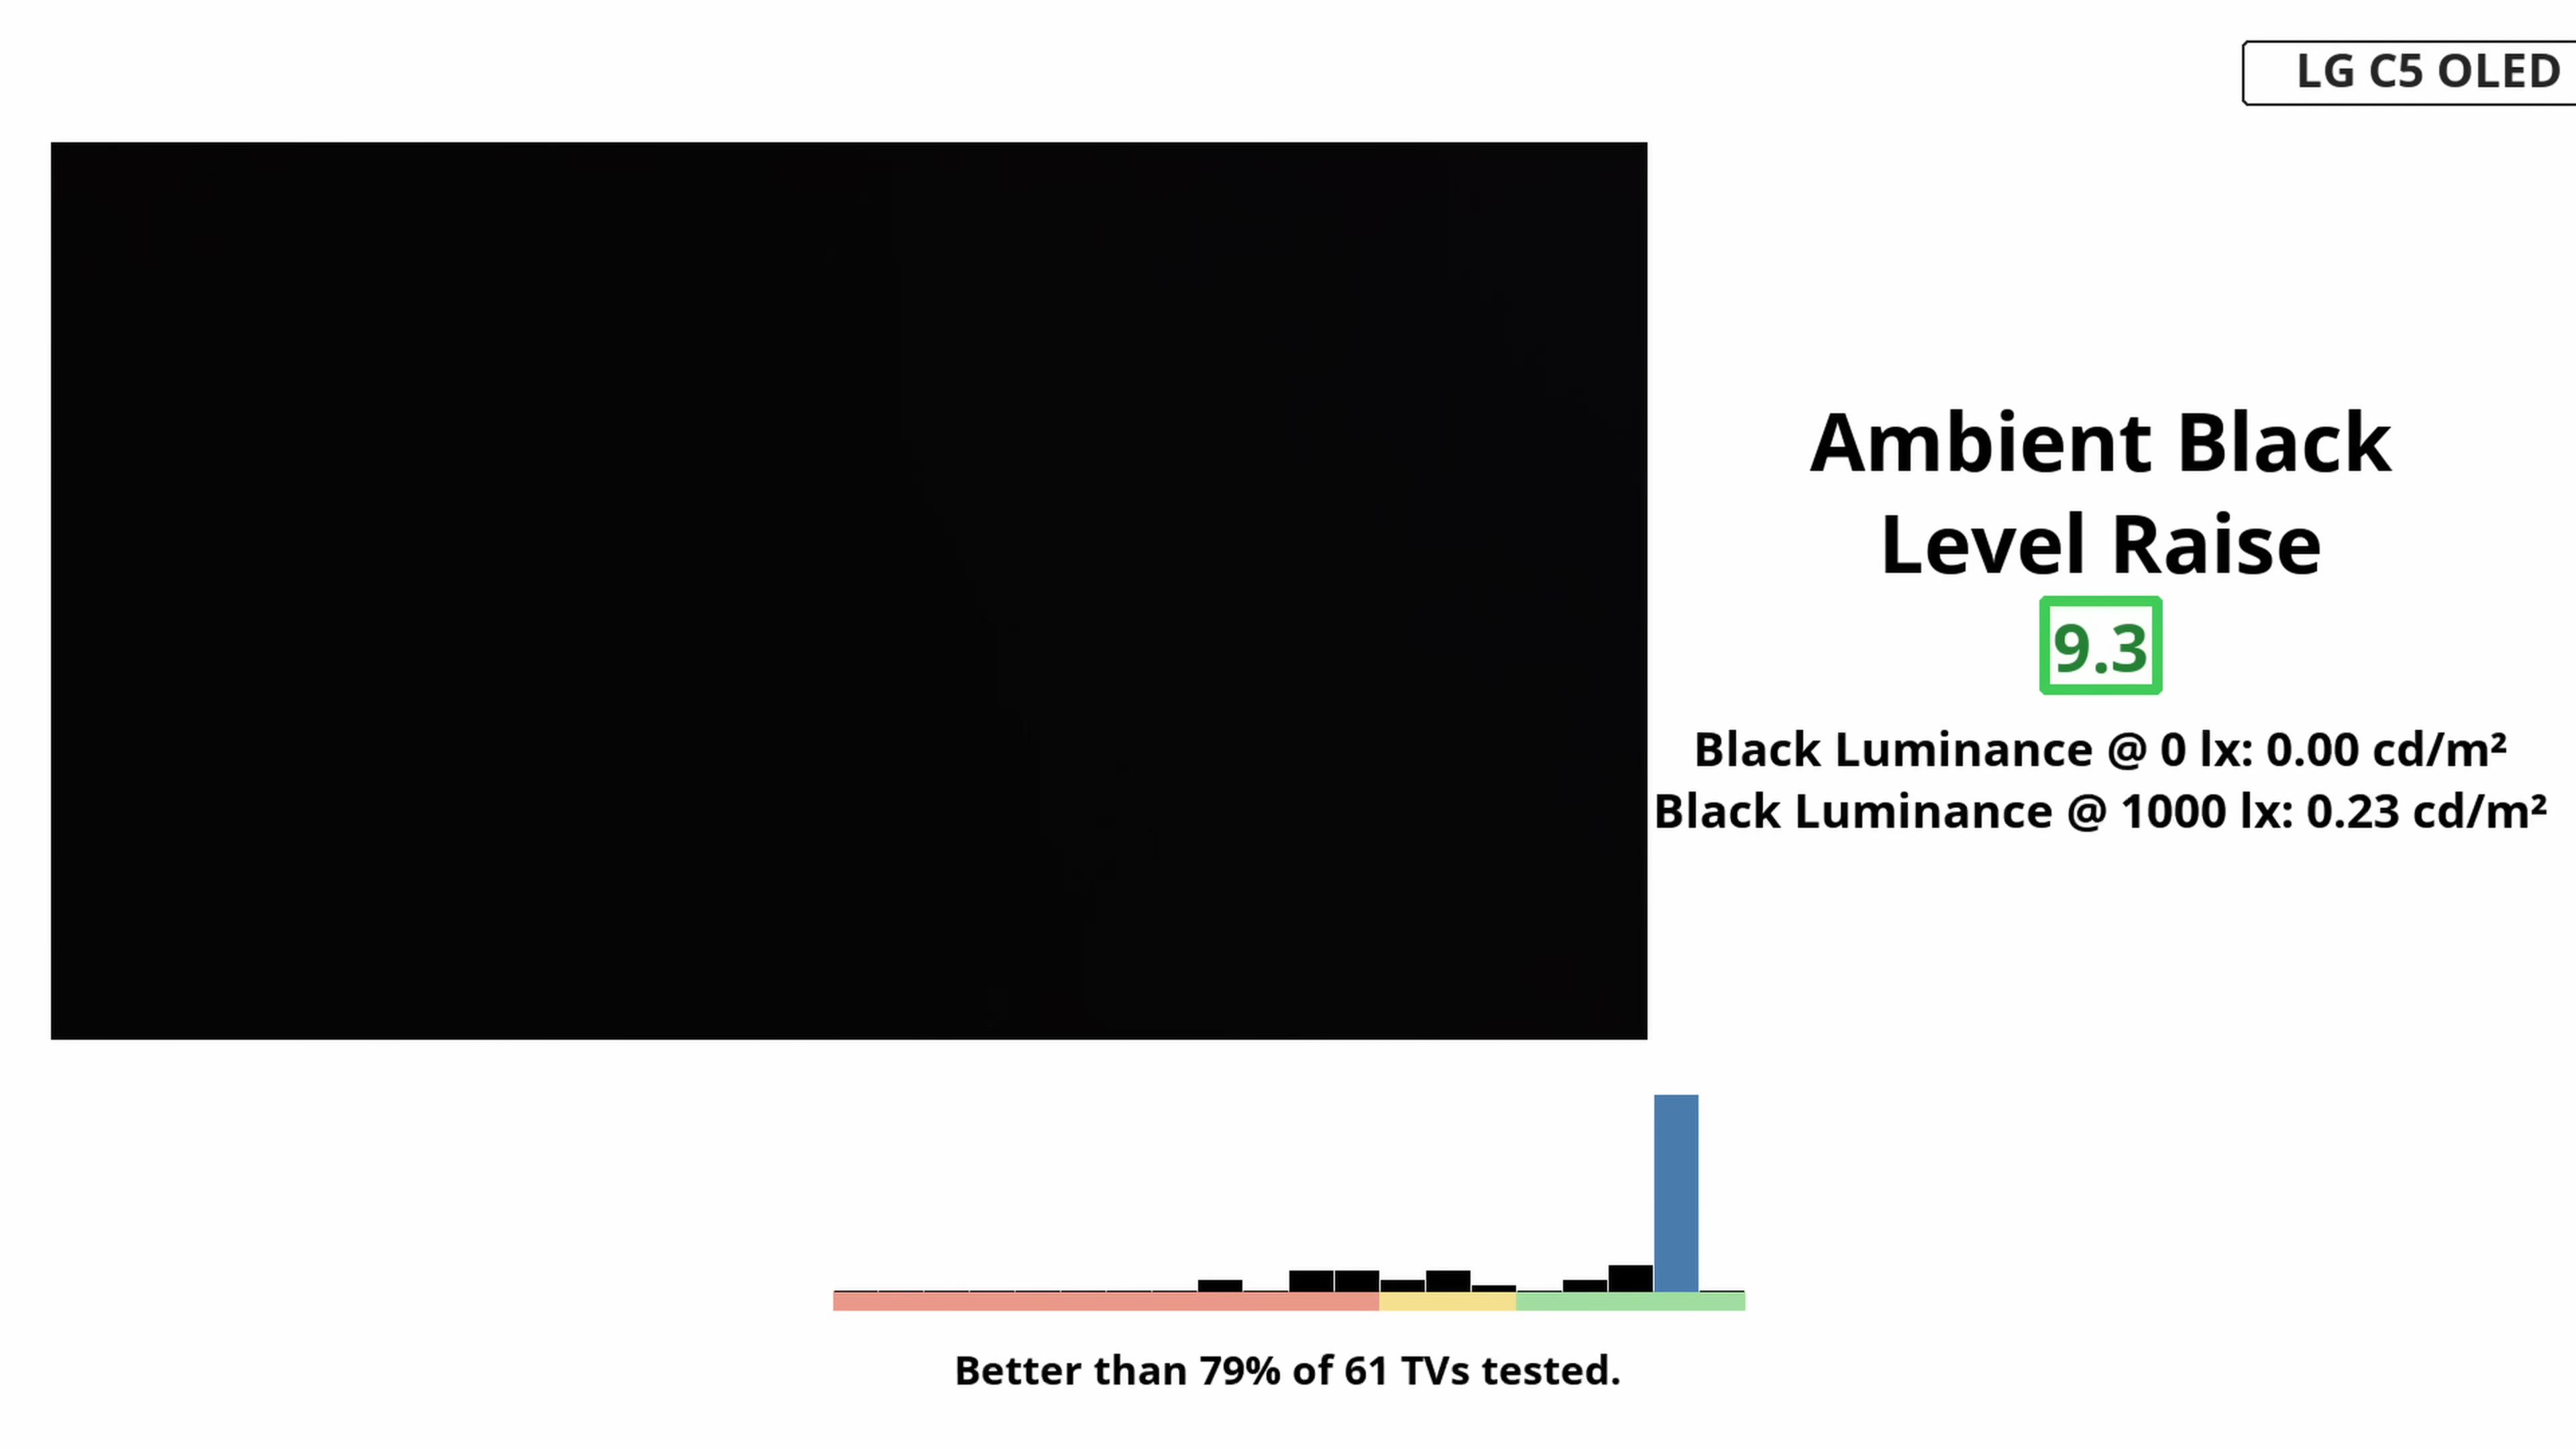 LG C5 OLED
Ambient Black
Level Raise
9.3
Black Luminance @ 0 lx: 0.00 cd/m²
Black Luminance @ 1000 lx: 0.23 cd/m²
Better than 79% of 61 TVs tested.